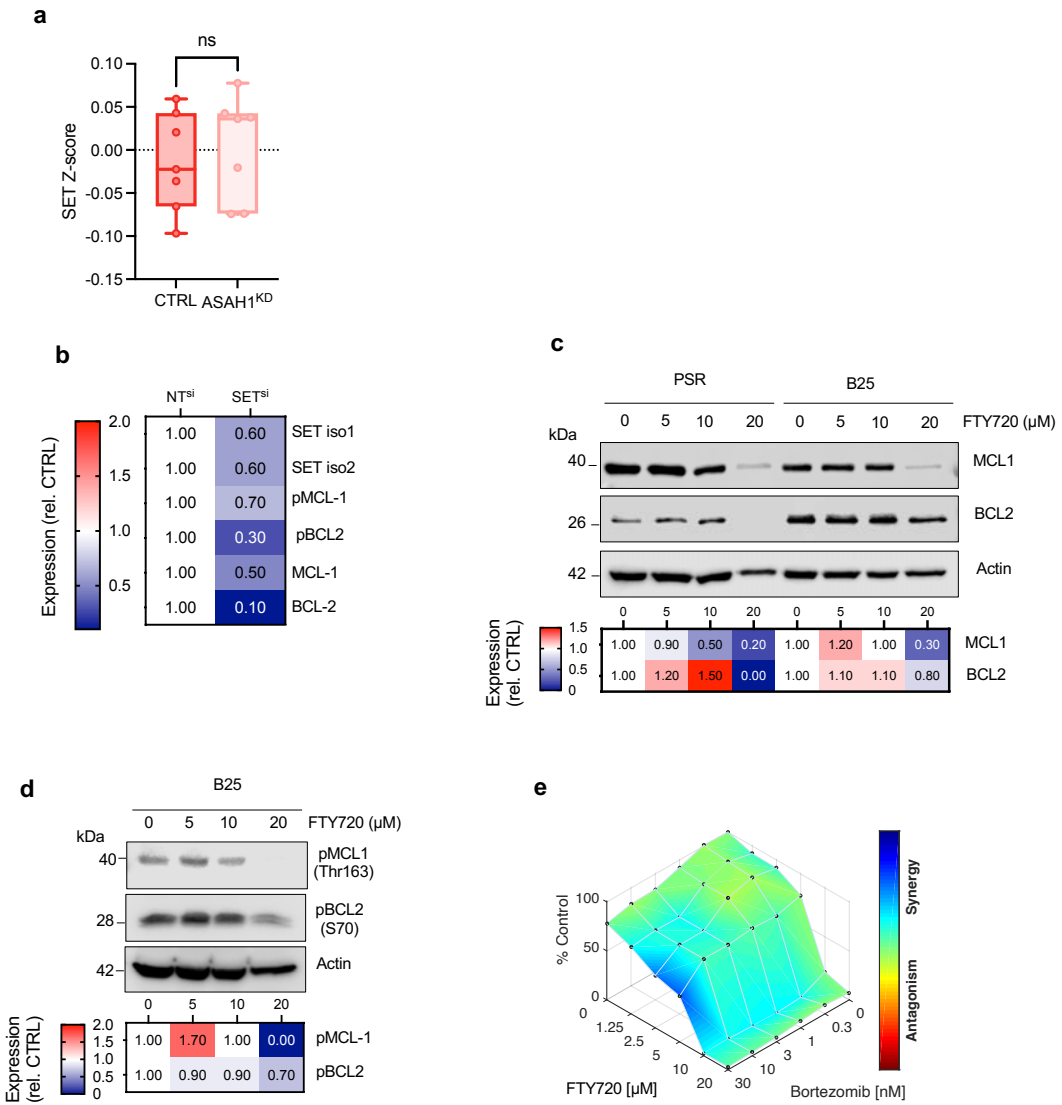 a
ns
0.10
0.05
0.00
-0.05
-0.10
-0.15
SET Z-score
CTRL ASAH1KD
b
NTsi SETsi
2.0
1.5
1.0
0.5
Expression (rel. CTRL)
1.00 0.60 SET iso1
1.00 0.60 SET iso2
1.00 0.70 pMCL-1
1.00 0.30 pBCL2
1.00 0.50 MCL-1
1.00 0.10 BCL-2
c
PSR B25
0 5 10 20 0 5 10 20 FTY720 (µM)
kDa
40 MCL1
26 BCL2
42 Actin
0 5 10 20 0 5 10 20
1.5
1.0
0.5
0
Expression
(rel. CTRL)
1.00 0.90 0.50 0.20 1.00 1.20 1.00 0.30 MCL1
1.00 1.20 1.50 0.00 1.00 1.10 1.10 0.80 BCL2
d
B25
0 5 10 20 FTY720 (µM)
kDa
40 pMCL1
(Thr163)
28 pBCL2
(S70)
42 Actin
0 5 10 20
2.0
1.5
1.0
0.5
0
Expression
(rel. CTRL)
1.00 1.70 1.00 0.00 pMCL-1
1.00 0.90 0.90 0.70 pBCL2
e
100
50
0
% Control
0
1.25
2.5
5
10
20
FTY720 [µM]
30
10
3
1
0.3
0
Bortezomib [nM]
Synergy
Antagonism